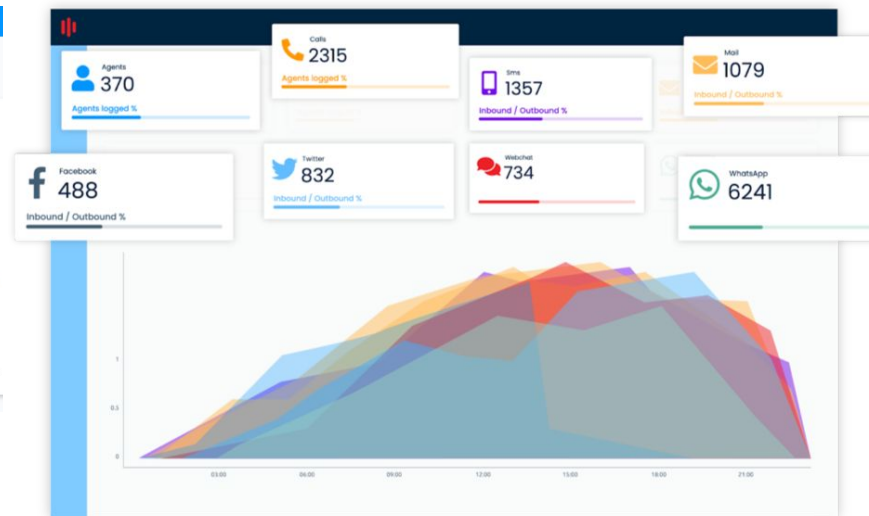 Agents
370
Agents logged %
Calls
2315
Agents logged %
Sms
1357
Inbound / Outbound %
Mail
1079
Inbound / Outbound %
Facebook
488
Inbound / Outbound %
Twitter
832
Inbound / Outbound %
Webchat
734
WhatsApp
6241
1
0.5
0
03:00
06:00
09:00
12:00
15:00
18:00
21:00